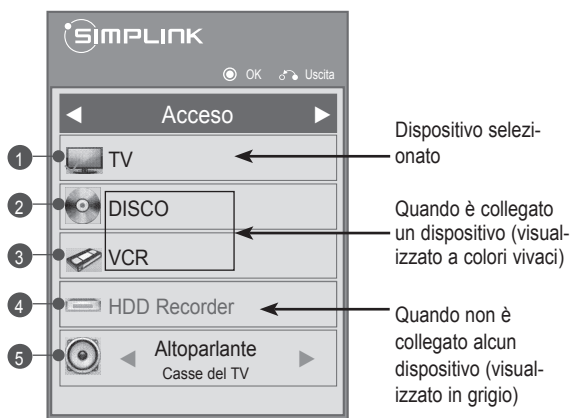 SIMPLINK
OK Uscita
Acceso
1 TV
2 DISCO
3 VCR
4 HDD Recorder
5 Altoparlante
Casse del TV
Dispositivo selezi-
onato
Quando è collegato
un dispositivo (visual-
izzato a colori vivaci)
Quando non è
collegato alcun
dispositivo (visual-
izzato in grigio)